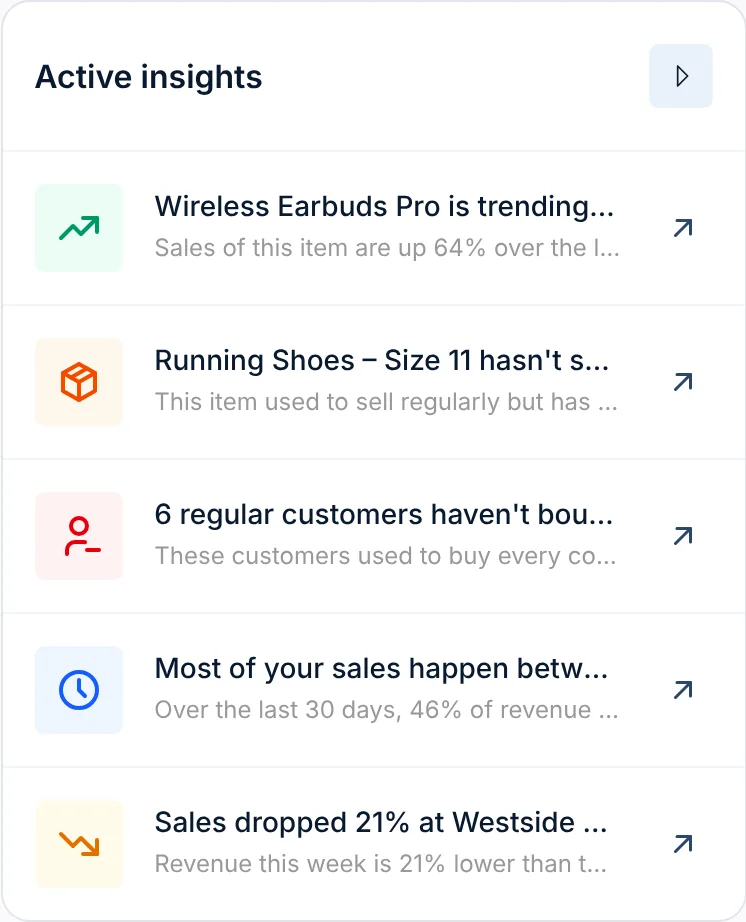 Active insights
Wireless Earbuds Pro is trending...
Sales of this item are up 64% over the l...
Running Shoes – Size 11 hasn't s...
This item used to sell regularly but has ...
6 regular customers haven't bou...
These customers used to buy every co...
Most of your sales happen betw...
Over the last 30 days, 46% of revenue ...
Sales dropped 21% at Westside ...
Revenue this week is 21% lower than t...